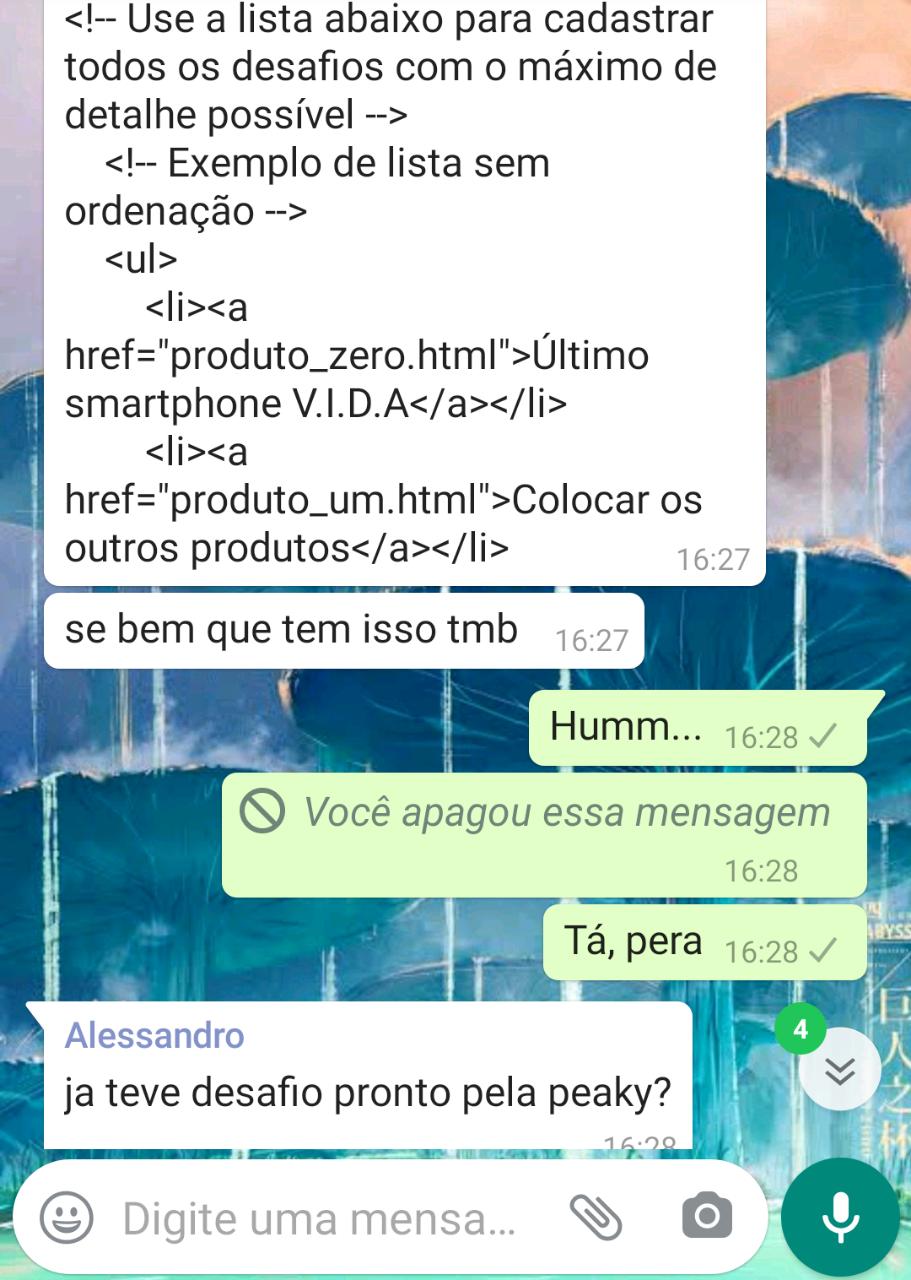 <!-- Use a lista abaixo para cadastrar
todos os desafios com o máximo de
detalhe possível -->
<!-- Exemplo de lista sem
ordenação -->
<ul>
<li><a
href="produto_zero.html">Último
smartphone V.I.D.A</a></li>
<li><a
href="produto_um.html">Colocar os
outros produtos</a></li>
16:27
se bem que tem isso tmb 16:27
Humm... 16:28
Você apagou essa mensagem
16:28
Tá, pera 16:28
Alessandro
4
ja teve desafio pronto pela peaky?
16:28
Digite uma mensa...